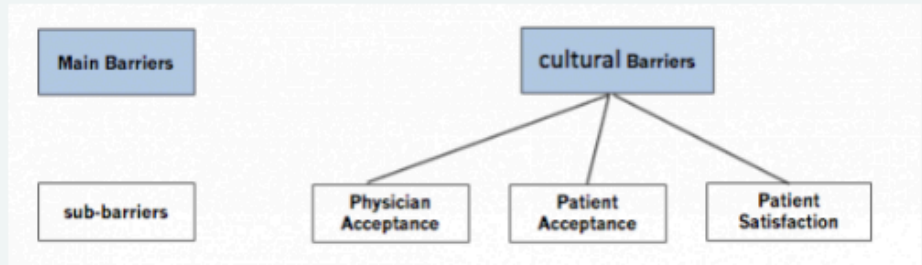 Main Barriers
cultural Barriers
sub-barriers
Physician
Acceptance
Patient
Acceptance
Patient
Satisfaction